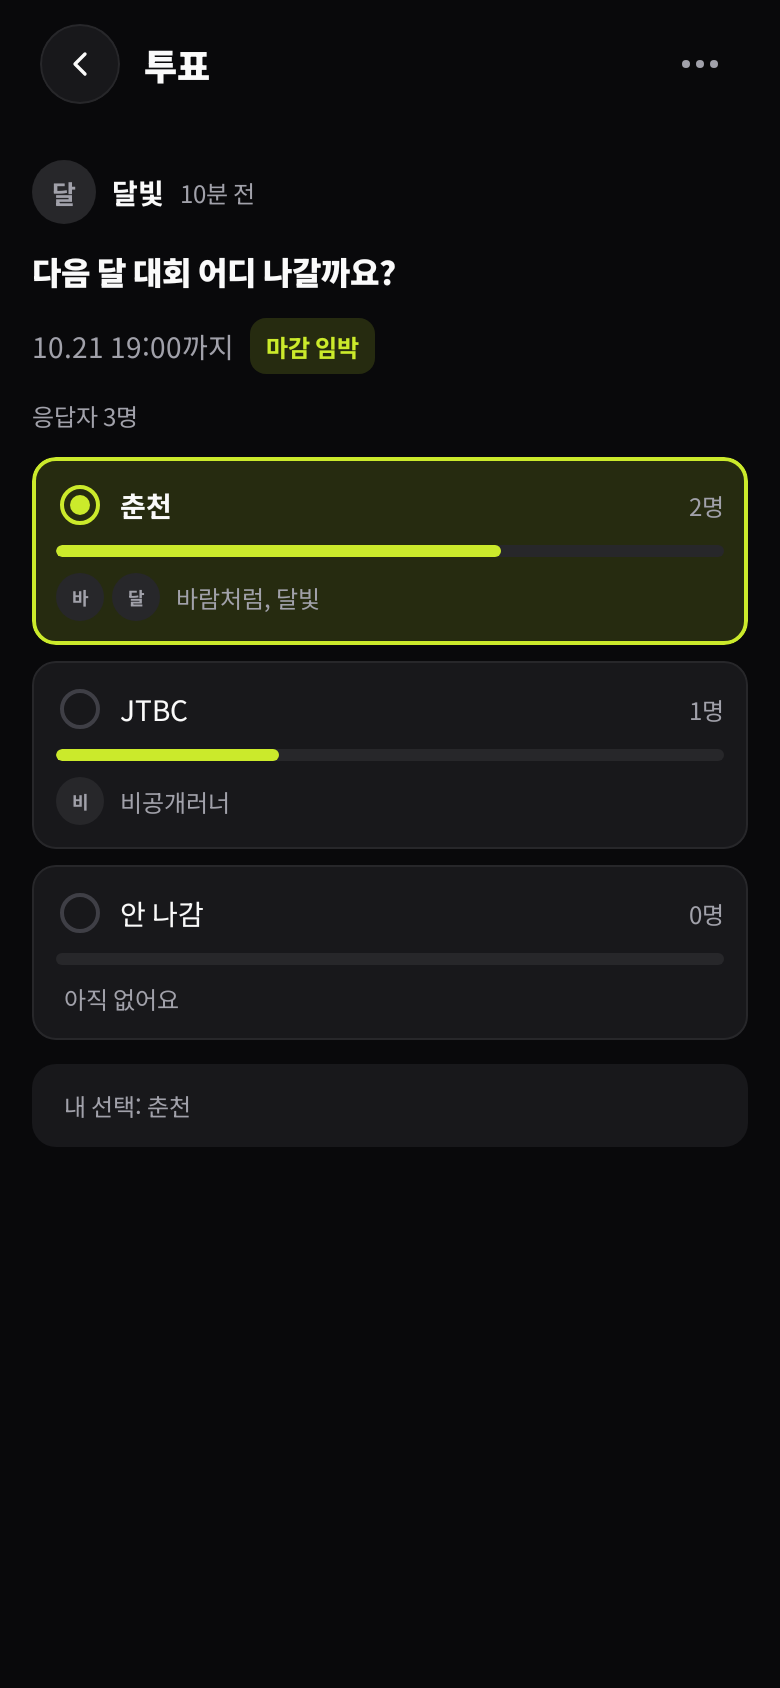 투표
달 달빛 10분 전
다음 달 대회 어디 나갈까요?
10.21 19:00까지 마감 임박
응답자 3명
춘천 2명
바 달 바람처럼, 달빛
JTBC 1명
비 비공개러너
안 나감 0명
아직 없어요
내 선택: 춘천